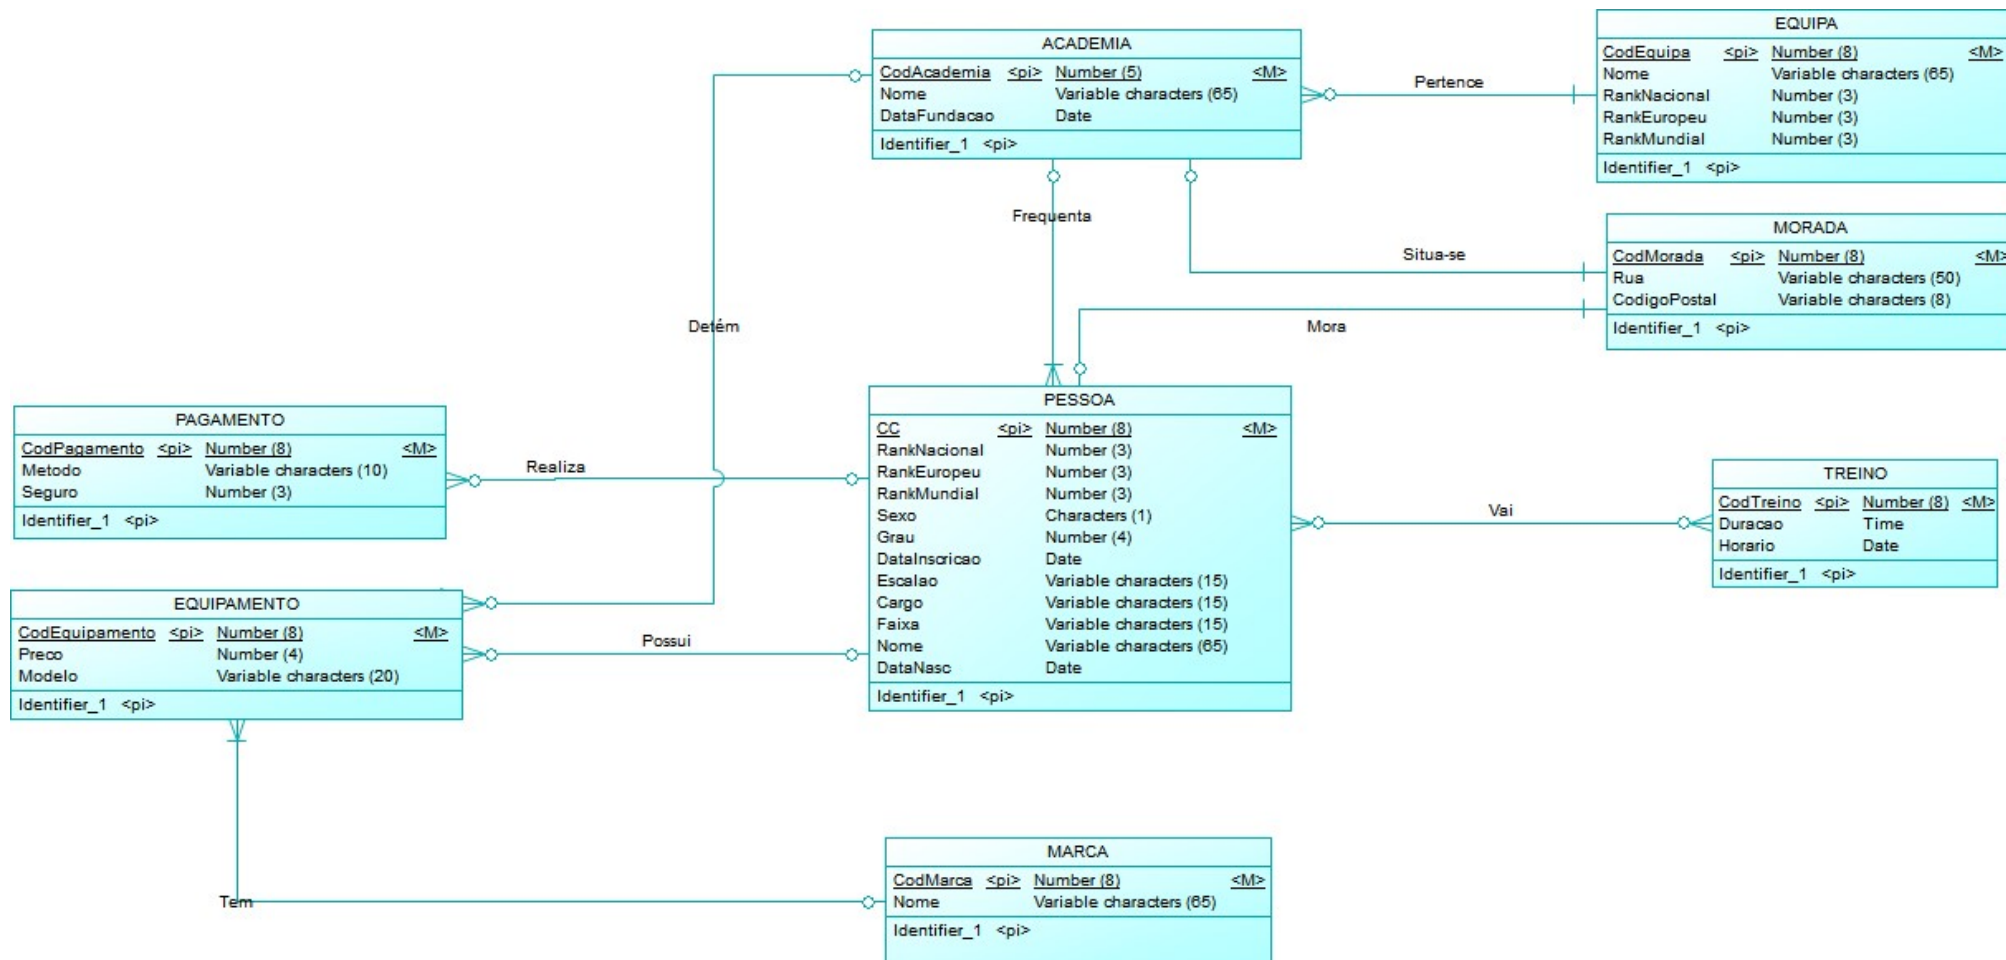 ACADEMIA
CodAcademia <pi> Number (5) <M>
Nome Variable characters (65)
DataFundacao Date
Identifier_1 <pi>
EQUIPA
CodEquipa <pi> Number (8) <M>
Nome Variable characters (65)
RankNacional Number (3)
RankEuropeu Number (3)
RankMundial Number (3)
Identifier_1 <pi>
Pertence
Frequenta
Situa-se
MORADA
CodMorada <pi> Number (8) <M>
Rua Variable characters (50)
CodigoPostal Variable characters (8)
Identifier_1 <pi>
Detém
Mora
PAGAMENTO
CodPagamento <pi> Number (8) <M>
Metodo Variable characters (10)
Seguro Number (3)
Identifier_1 <pi>
Realiza
PESSOA
CC <pi> Number (8) <M>
RankNacional Number (3)
RankEuropeu Number (3)
RankMundial Number (3)
Sexo Characters (1)
Grau Number (4)
DataInscricao Date
Escalao Variable characters (15)
Cargo Variable characters (15)
Faixa Variable characters (15)
Nome Variable characters (65)
DataNasc Date
Identifier_1 <pi>
Vai
TREINO
CodTreino <pi> Number (8) <M>
Duracao Time
Horario Date
Identifier_1 <pi>
EQUIPAMENTO
CodEquipamento <pi> Number (8) <M>
Preco Number (4)
Modelo Variable characters (20)
Identifier_1 <pi>
Possui
MARCA
CodMarca <pi> Number (8) <M>
Nome Variable characters (65)
Identifier_1 <pi>
Tem